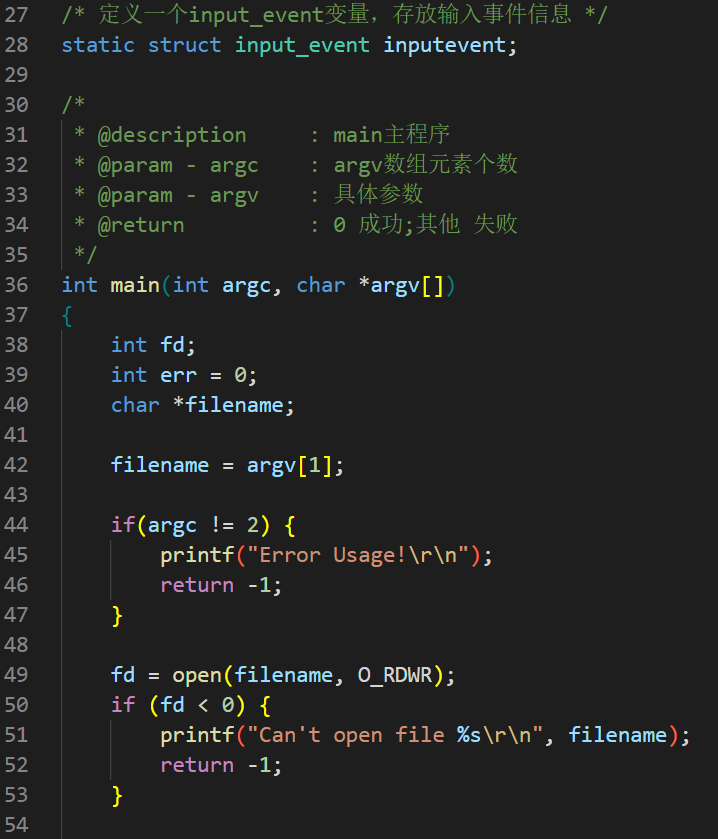 27 /* 定义一个input_event变量，存放输入事件信息 */
28 static struct input_event inputevent;
29
30 /*
31  * @description     : main主程序
32  * @param - argc    : argv数组元素个数
33  * @param - argv    : 具体参数
34  * @return          : 0 成功;其他 失败
35  */
36 int main(int argc, char *argv[])
37 {
38     int fd;
39     int err = 0;
40     char *filename;
41
42     filename = argv[1];
43
44     if(argc != 2) {
45         printf("Error Usage!\r\n");
46         return -1;
47     }
48
49     fd = open(filename, O_RDWR);
50     if (fd < 0) {
51         printf("Can't open file %s\r\n", filename);
52         return -1;
53     }
54